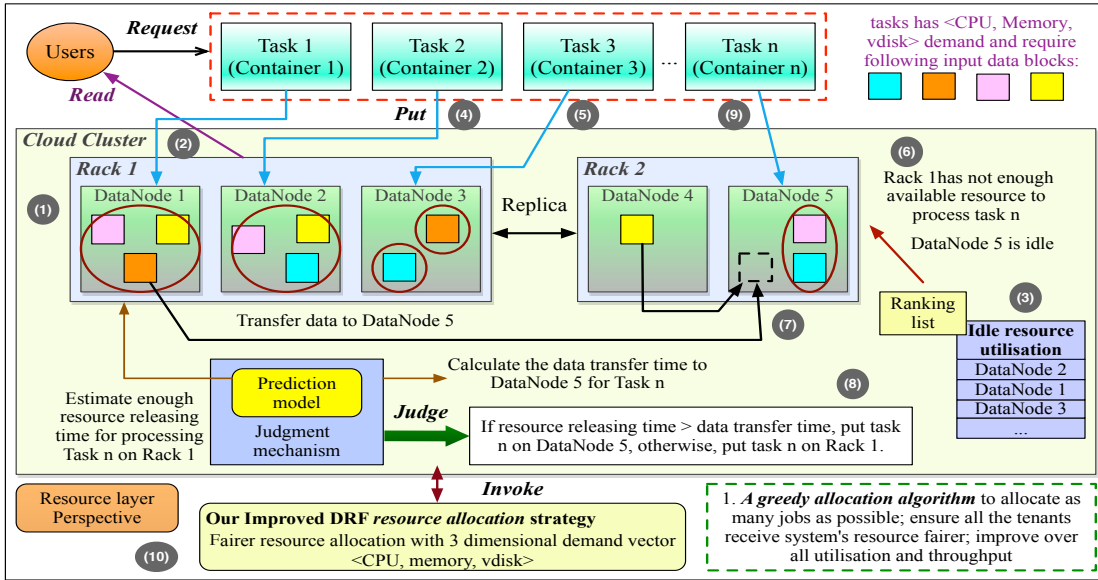 Users
Request
Read
Task 1
(Container 1)
Task 2
(Container 2)
Task 3
(Container 3)
...
Task n
(Container n)
tasks has <CPU, Memory,
vdisk> demand and require
following input data blocks:
Put
(4)
(5)
(9)
Cloud Cluster
(2)
(6)
Rack 1
Rack 2
(1)
DataNode 1
DataNode 2
DataNode 3
Replica
DataNode 4
DataNode 5
Rack 1has not enough
available resource to
process task n
DataNode 5 is idle
Transfer data to DataNode 5
(7)
Ranking
list
(3)
Idle resource
utilisation
DataNode 2
DataNode 1
DataNode 3
...
Estimate enough
resource releasing
time for processing
Task n on Rack 1
Prediction
model
Judgment
mechanism
Calculate the data transfer time to
DataNode 5 for Task n
Judge
(8)
If resource releasing time > data transfer time, put task
n on DataNode 5, otherwise, put task n on Rack 1.
Invoke
Resource layer
Perspective
(10)
Our Improved DRF resource allocation strategy
Fairer resource allocation with 3 dimensional demand vector
<CPU, memory, vdisk>
1. A greedy allocation algorithm to allocate as
many jobs as possible; ensure all the tenants
receive system's resource fairer; improve over
all utilisation and throughput